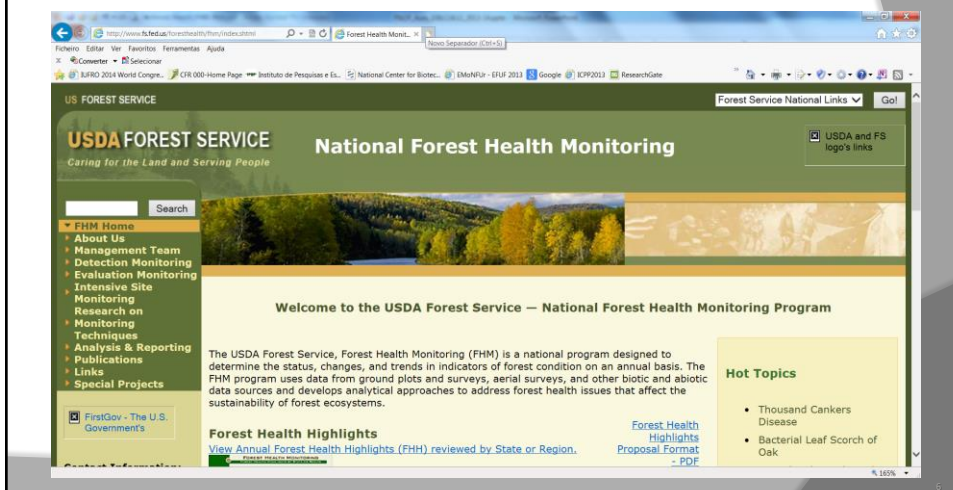 http://www.fs.fed.us/foresthealth/fhm/index.shtml
Forest Health Monit...
Novo Separador (Ctrl+S)
Ficheiro Editar Ver Favoritos Ferramentas Ajuda
x Converter Selecionar
IUFRO 2014 World Congre... CFR 000-Home Page Instituto de Pesquisas e Es... National Center for Biotec... EMoNFUr - EFUF 2013 Google ICPP2013 ResearchGate
US FOREST SERVICE
Forest Service National Links Go!
USDA FOREST SERVICE
Caring for the Land and Serving People
National Forest Health Monitoring
USDA and FS
logo's links
Search
FHM Home
About Us
Management Team
Detection Monitoring
Evaluation Monitoring
Intensive Site
Monitoring
Research on
Monitoring
Techniques
Analysis & Reporting
Publications
Links
Special Projects
FirstGov - The U.S.
Government's
Welcome to the USDA Forest Service — National Forest Health Monitoring Program
The USDA Forest Service, Forest Health Monitoring (FHM) is a national program designed to
determine the status, changes, and trends in indicators of forest condition on an annual basis. The
FHM program uses data from ground plots and surveys, aerial surveys, and other biotic and abiotic
data sources and develops analytical approaches to address forest health issues that affect the
sustainability of forest ecosystems.
Forest Health Highlights
View Annual Forest Health Highlights (FHH) reviewed by State or Region.
Forest Health
Highlights
Proposal Format
- PDF
Hot Topics
Thousand Cankers
Disease
Bacterial Leaf Scorch of
Oak
165%
6